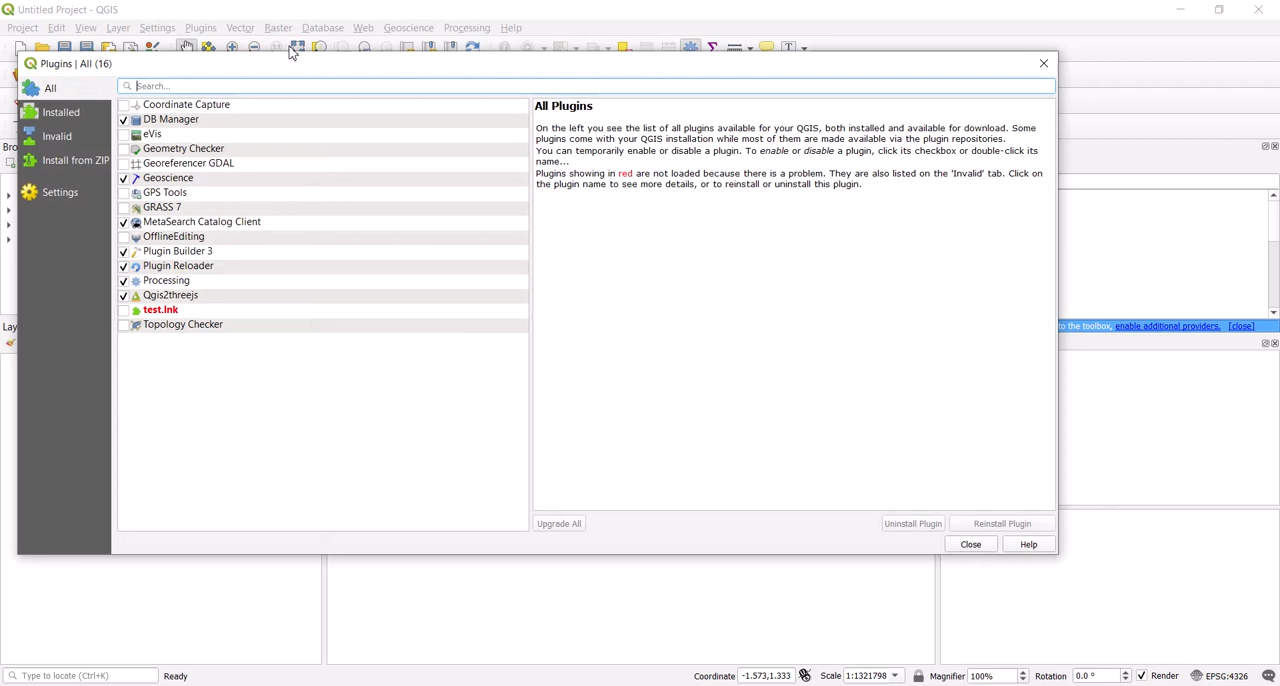 Untitled Project - QGIS
Project Edit View Layer Settings Plugins Vector Raster Database Web Geoscience Processing Help
Plugins | All (16)
All
Installed
Invalid
Install from ZIP
Settings
Search...
Coordinate Capture
DB Manager
eVis
Geometry Checker
Georeferencer GDAL
Geoscience
GPS Tools
GRASS 7
MetaSearch Catalog Client
OfflineEditing
Plugin Builder 3
Plugin Reloader
Processing
Qgis2threejs
test.lnk
Topology Checker
All Plugins
On the left you see the list of all plugins available for your QGIS, both installed and available for download. Some
plugins come with your QGIS installation while most of them are made available via the plugin repositories.
You can temporarily enable or disable a plugin. To enable or disable a plugin, click its checkbox or double-click its
name...
Plugins showing in red are not loaded because there is a problem. They are also listed on the 'Invalid' tab. Click on
the plugin name to see more details, or to reinstall or uninstall this plugin.
Upgrade All
Uninstall Plugin
Reinstall Plugin
Close
Help
Bro
Lay
to the toolbox, enable additional providers. [close]
Type to locate (Ctrl+K)
Ready
Coordinate -1.573,1.333
Scale 1:1321798
Magnifier 100%
Rotation 0.0 °
Render
EPSG:4326